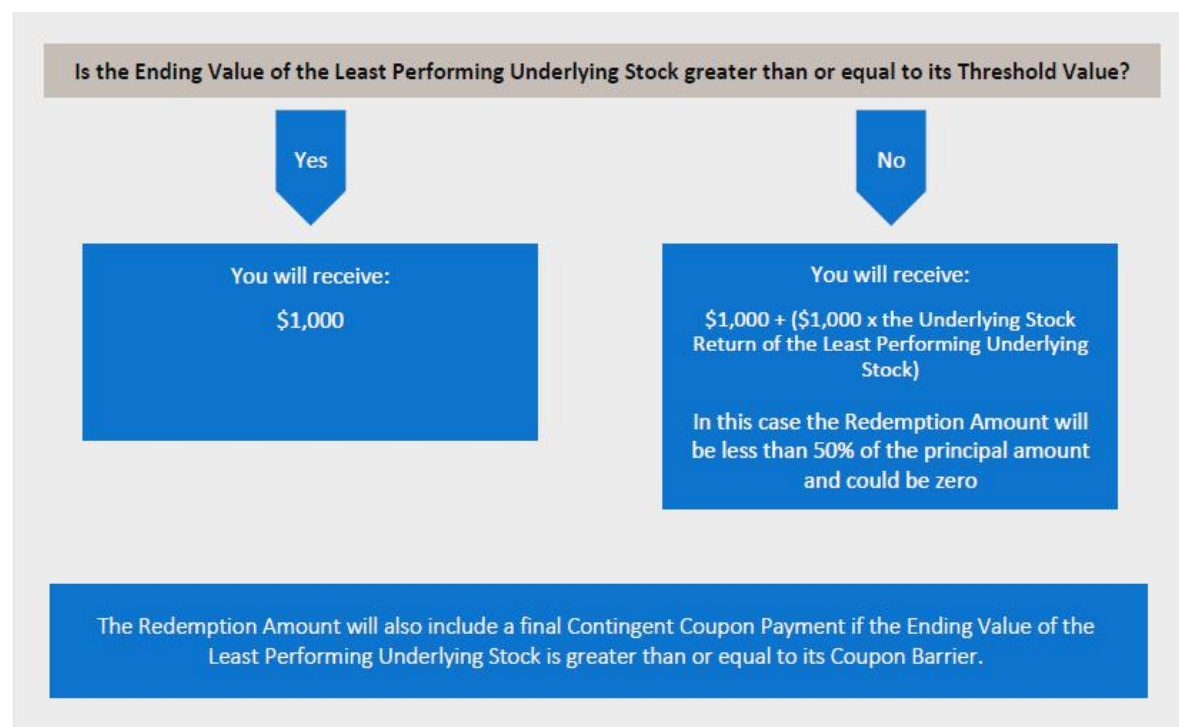 Is the Ending Value of the Least Performing Underlying Stock greater than or equal to its Threshold Value?
Yes
No
You will receive:
$1,000
You will receive:
$1,000 + ($1,000 x the Underlying Stock
Return of the Least Performing Underlying
Stock)
In this case the Redemption Amount will
be less than 50% of the principal amount
and could be zero
The Redemption Amount will also include a final Contingent Coupon Payment if the Ending Value of the
Least Performing Underlying Stock is greater than or equal to its Coupon Barrier.